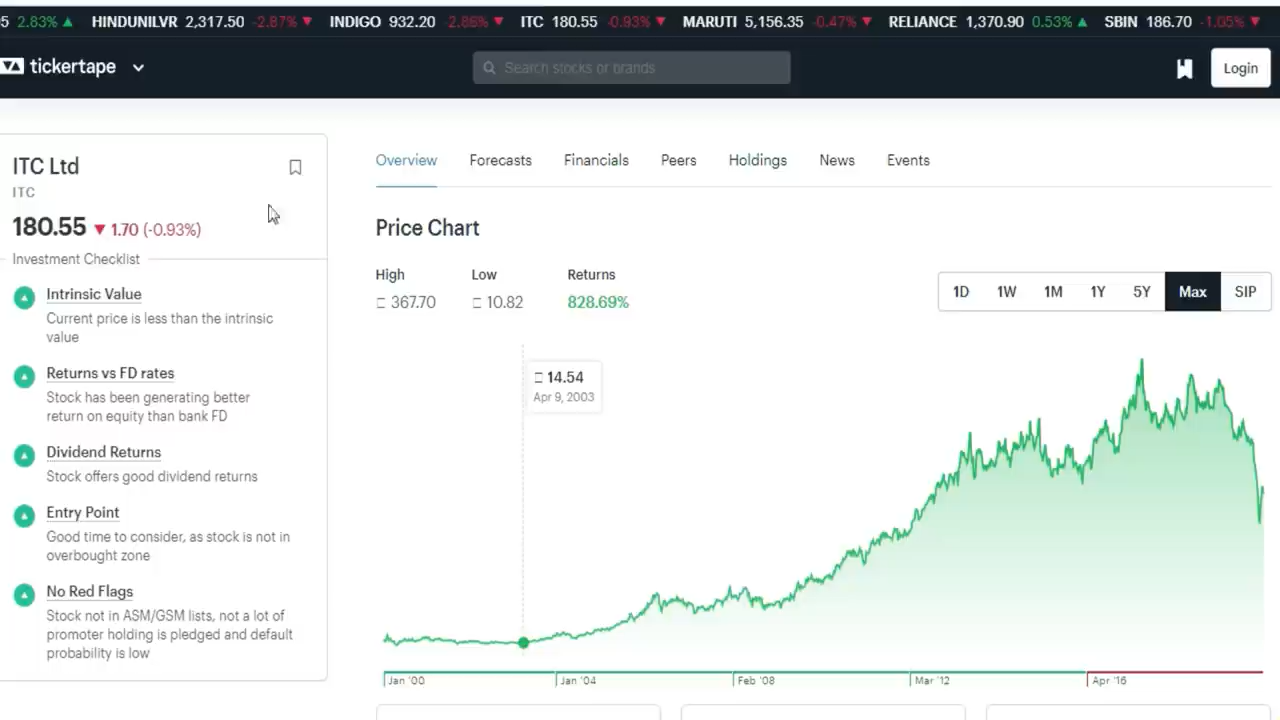 5 2.83% ▲ HINDUNILVR 2,317.50 -2.87% ▼ INDIGO 932.20 -2.86% ▼ ITC 180.55 -0.93% ▼ MARUTI 5,156.35 -0.47% ▼ RELIANCE 1,370.90 0.53% ▲ SBIN 186.70 -1.05% ▼
tickertape
Search stocks or brands
Login
ITC Ltd
ITC
180.55 ▼ 1.70 (-0.93%)
Investment Checklist
Intrinsic Value
Current price is less than the intrinsic
value
Returns vs FD rates
Stock has been generating better
return on equity than bank FD
Dividend Returns
Stock offers good dividend returns
Entry Point
Good time to consider, as stock is not in
overbought zone
No Red Flags
Stock not in ASM/GSM lists, not a lot of
promoter holding is pledged and default
probability is low
Overview Forecasts Financials Peers Holdings News Events
Price Chart
High Low Returns
367.70 10.82 828.69%
1D 1W 1M 1Y 5Y Max SIP
14.54
Apr 9, 2003
Jan '00 Jan '04 Feb '08 Mar '12 Apr '16